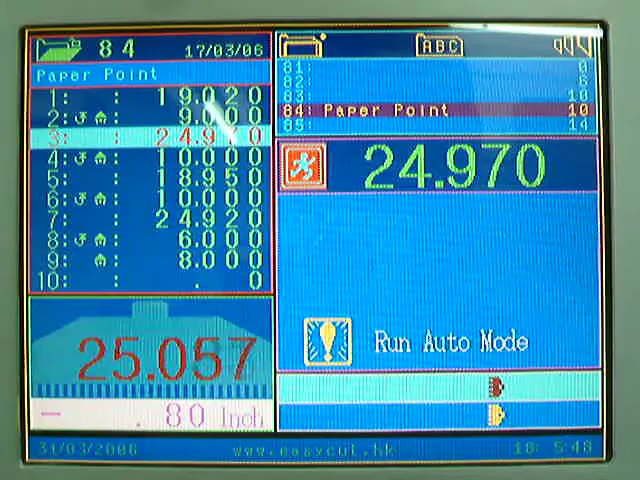 84 17/03/06
Paper Point
1: : 19.020
2: : 9.000
3: : 24.970
4: : 10.000
5: : 18.950
6: : 10.000
7: : 24.920
8: : 6.000
9: : 8.000
10: : . 0
25.057
- .80 Inch
ABC
81: 0
82: 6
83: 10
84: Paper Point 10
85: 14
24.970
! Run Auto Mode
31/03/2006 www.easycut.hk 18: 5:48